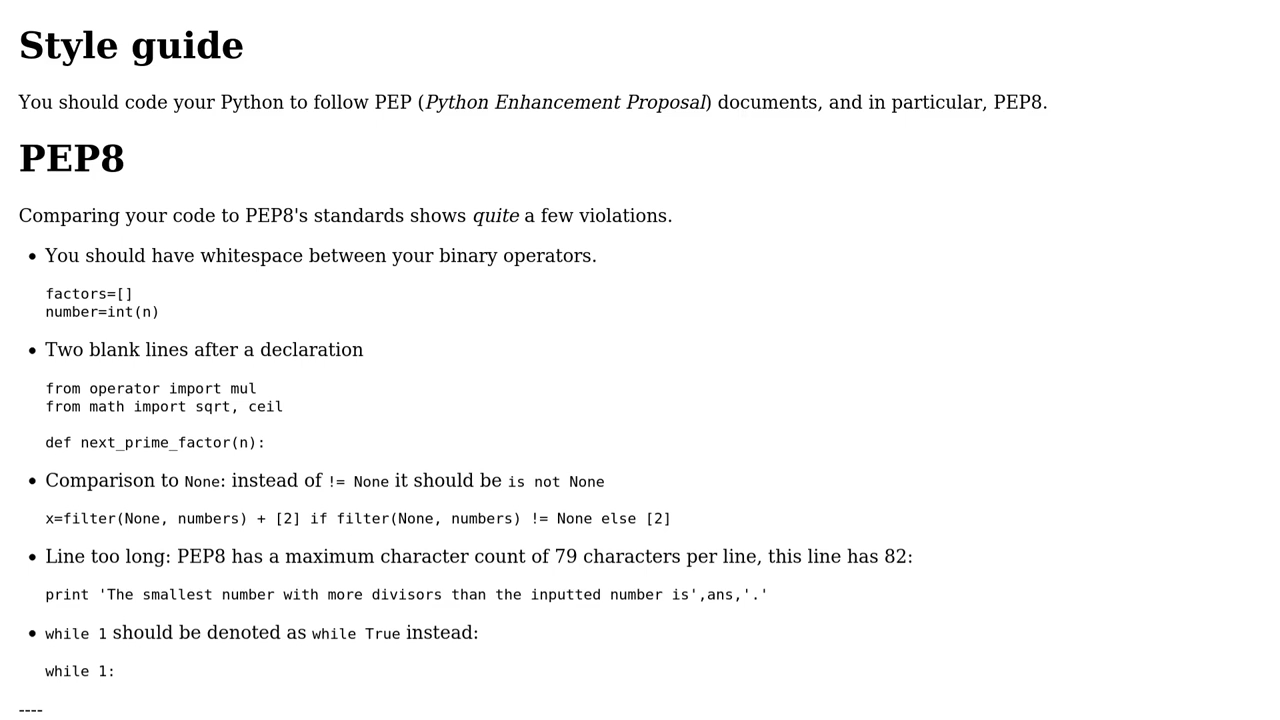 Style guide
You should code your Python to follow PEP (Python Enhancement Proposal) documents, and in particular, PEP8.
PEP8
Comparing your code to PEP8's standards shows quite a few violations.
• You should have whitespace between your binary operators.
factors=[]
number=int(n)
• Two blank lines after a declaration
from operator import mul
from math import sqrt, ceil
def next_prime_factor(n):
• Comparison to None: instead of != None it should be is not None
x=filter(None, numbers) + [2] if filter(None, numbers) != None else [2]
• Line too long: PEP8 has a maximum character count of 79 characters per line, this line has 82:
print 'The smallest number with more divisors than the inputted number is',ans,'.'
• while 1 should be denoted as while True instead:
while 1:
----